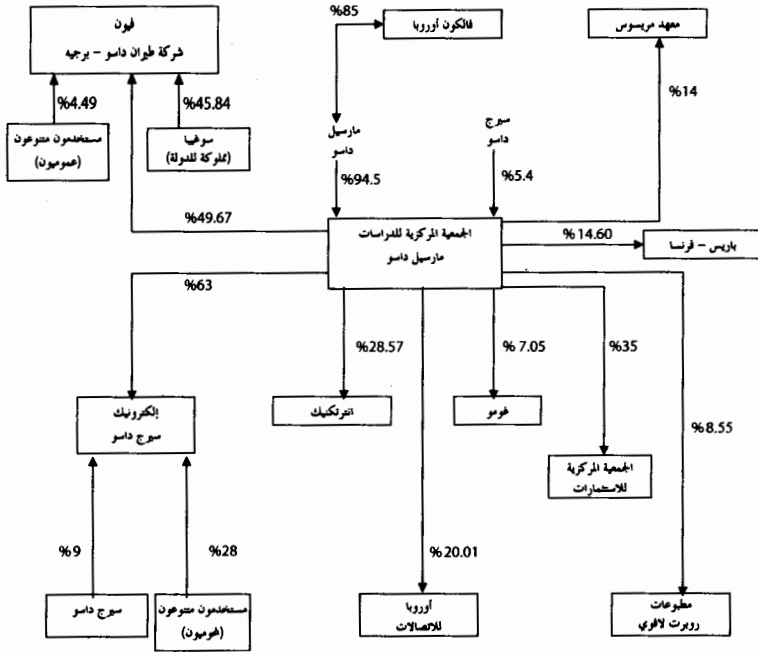 فيون
شركة طيران داسو – برجيه
%85
فالكون أوروبا
معهد مريسوس
%14
%4.49
%45.84
مستخدمون متنوعون
(عموميون)
سوغيبا
(مملوكة للدولة)
مارسيل
داسو
سيرج
داسو
%94.5
%5.4
%49.67
الجمعية المركزية للدراسات
مارسيل داسو
%14.60
باريس – فرنسا
%63
%28.57
%7.05
%35
%8.55
إلكترونيك
سيرج داسو
انترتكنيك
غومو
الجمعية المركزية
للاستثمارات
%9
%28
%20.01
سيرج داسو
مستخدمون متنوعون
أوروبا
للاتصالات
مطبوعات
روبرت لافوي